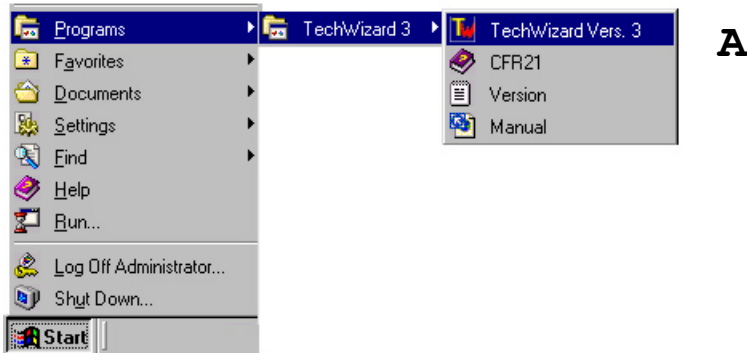 Programs
TechWizard 3
TechWizard Vers. 3
A
Favorites
CFR21
Documents
Version
Settings
Manual
Find
Help
Run...
Log Off Administrator...
Shut Down...
Start